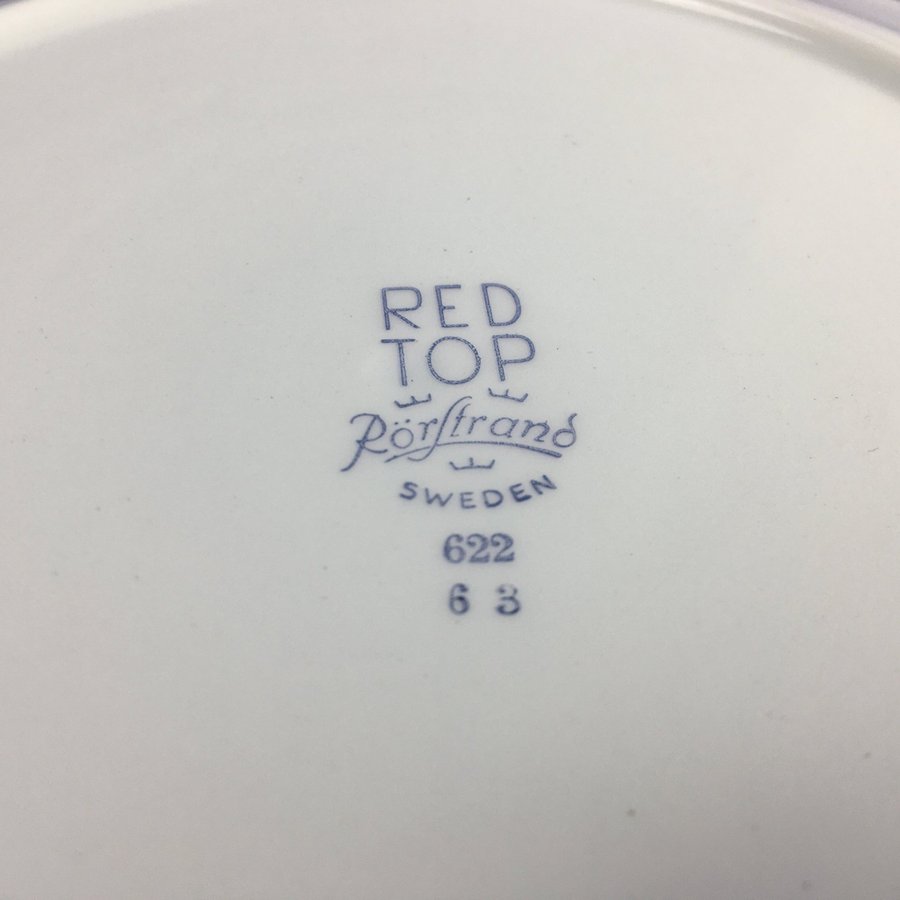 RED
TOP
Rörstrand
SWEDEN
622
6 3